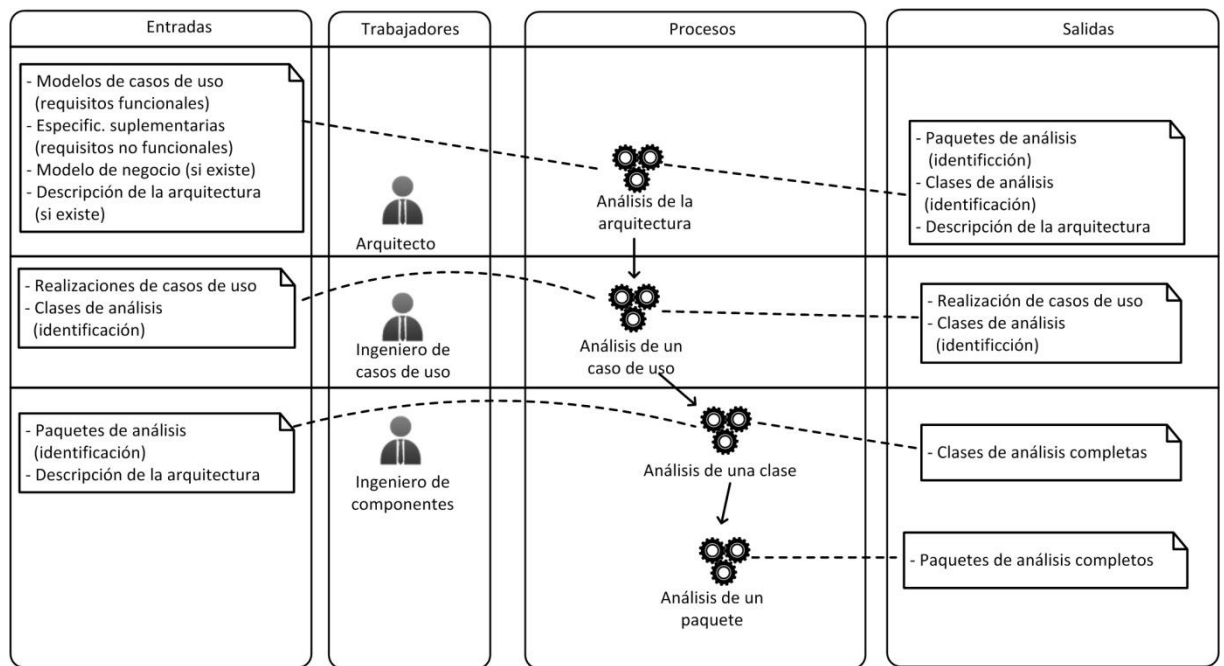 Entradas
Trabajadores
Procesos
Salidas
- Modelos de casos de uso
(requisitos funcionales)
- Especific. suplementarias
(requisitos no funcionales)
- Modelo de negocio (si existe)
- Descripción de la arquitectura
(si existe)
Arquitecto
Análisis de la
arquitectura
- Paquetes de análisis
(identificción)
- Clases de análisis
(identificación)
- Descripción de la arquitectura
- Realizaciones de casos de uso
- Clases de análisis
(identificación)
Ingeniero de
casos de uso
Análisis de un
caso de uso
- Realización de casos de uso
- Clases de análisis
(identificción)
- Paquetes de análisis
(identificación)
- Descripción de la arquitectura
Ingeniero de
componentes
Análisis de una clase
- Clases de análisis completas
Análisis de un
paquete
- Paquetes de análisis completos